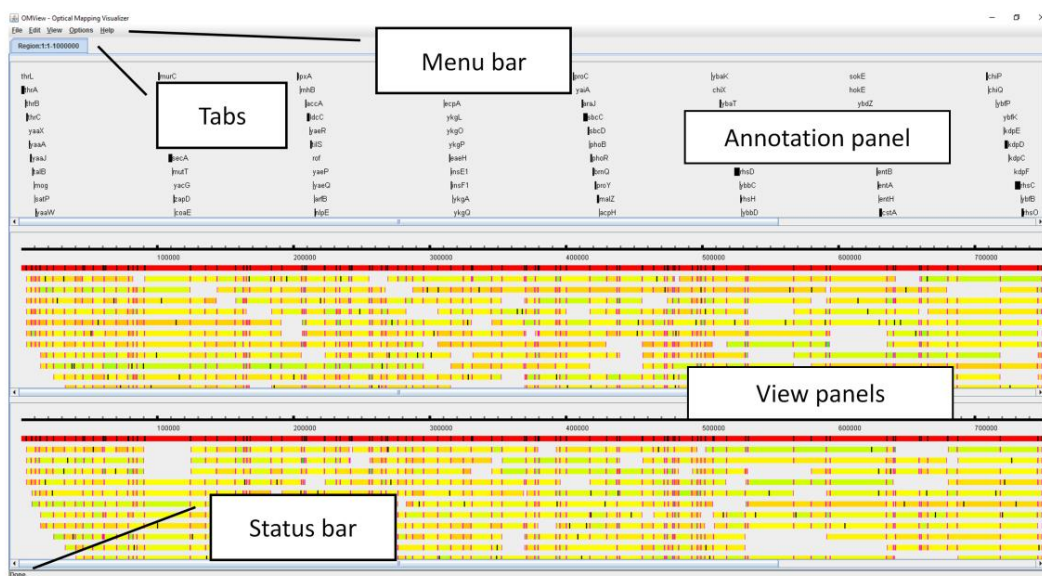 OMView - Optical Mapping Visualizer
File Edit View Options Help
Region:1:1-1000000
Menu bar
Tabs
Annotation panel
thrL murC lpxA proC ybaK sokE chiP
thrA rnhB yaiA chiX hokE chiQ
thrB accA ecpA araJ ybaT ybdZ ybfP
thrC ldcC ykgL sbcC ybfK
yaaX yaeR ykgO sbcD kdpE
yaaA tilS ykgP phoB kdpD
yaaJ secA rof eaeH phoR kdpC
talB mutT yaeP insE1 brnQ rhsD entB kdpF
mog yacG yaeQ insF1 proY ybbC entA rhsC
satP zapD arfB ykgA malZ rhsH entH ybfB
yaaW coaE nlpE ykgQ acpH ybbD cstA rhsO
100000 200000 300000 400000 500000 600000 700000
View panels
100000 200000 300000 400000 500000 600000 700000
Status bar
Done